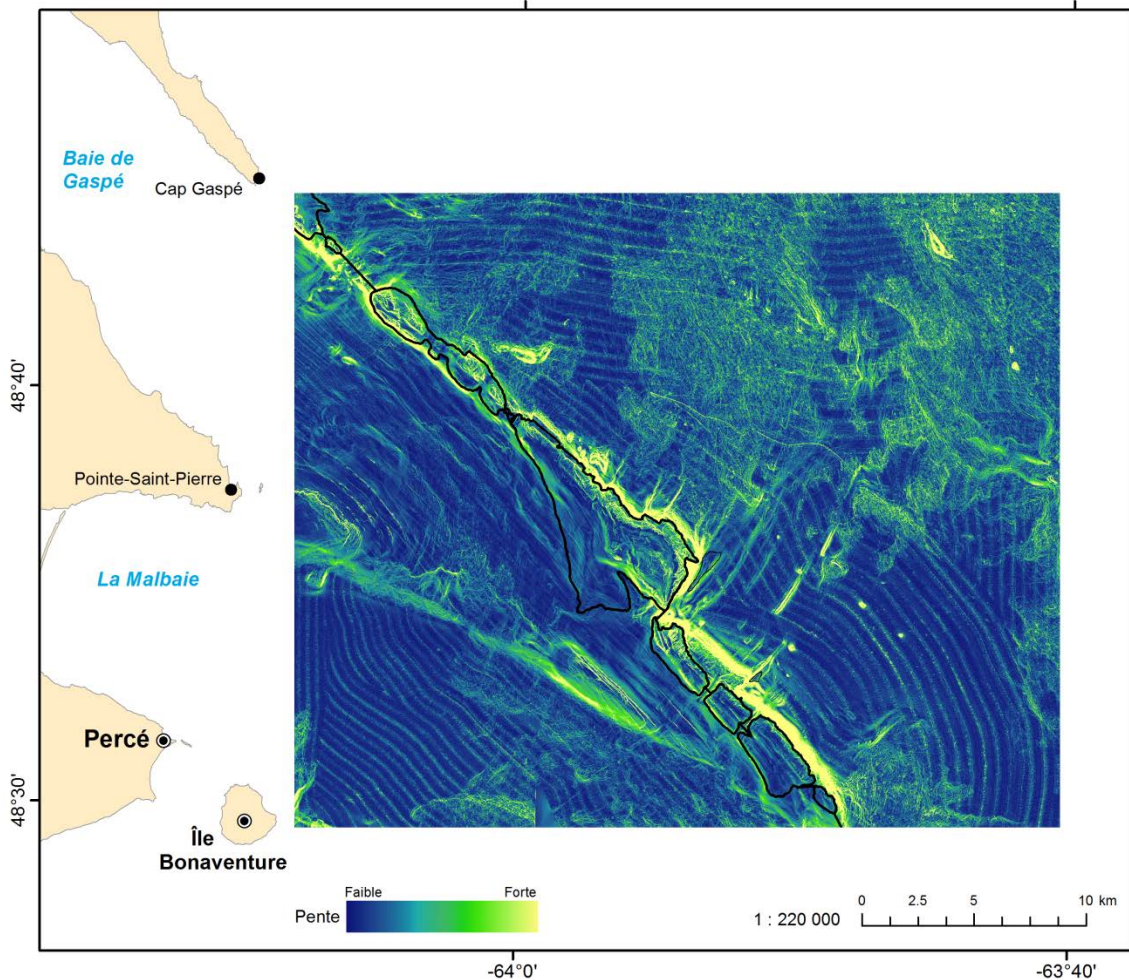 Baie de
Gaspé
Cap Gaspé
48°40'
Pointe-Saint-Pierre
La Malbaie
Percé
48°30'
Île
Bonaventure
Faible Forte
Pente
1 : 220 000
0 2.5 5 10 km
-64°0' -63°40'